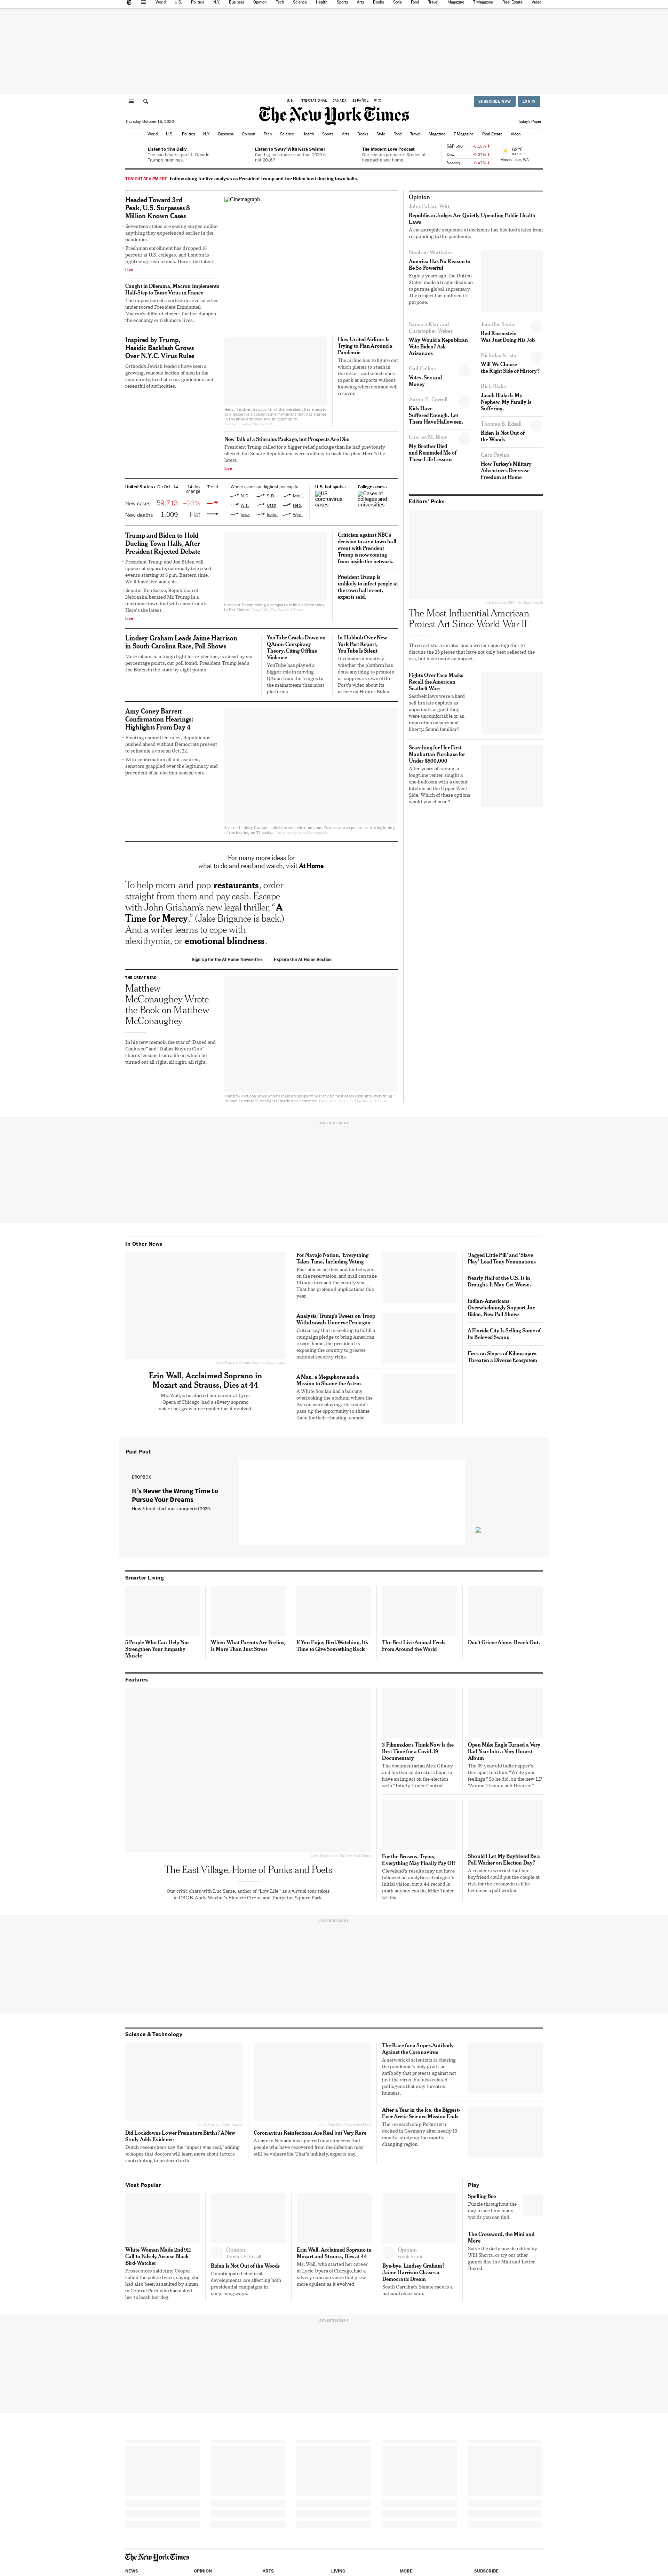 World U.S. Politics N.Y. Business Opinion Tech Science Health Sports Arts Books Style Food Travel Magazine T Magazine Real Estate Video
U.S. INTERNATIONAL CANADA ESPAÑOL 中文
SUBSCRIBE NOW LOG IN
The New York Times
Thursday, October 15, 2020
Today's Paper
World U.S. Politics N.Y. Business Opinion Tech Science Health Sports Arts Books Style Food Travel Magazine T Magazine Real Estate Video
Listen to 'The Daily'
The candidates, part 1: Donald
Trump's promises.
Listen to 'Sway' With Kara Swisher
Can big tech make sure that 2020 is
not 2016?
The Modern Love Podcast
Our season premiere: Stories of
heartache and home.
TONIGHT AT 8 PM EDT Follow along for live analysis as President Trump and Joe Biden host dueling town halls.
Headed Toward 3rd
Peak, U.S. Surpasses 8
Million Known Cases
Seventeen states are seeing surges unlike
anything they experienced earlier in the
pandemic.
Freshman enrollment has dropped 16
percent at U.S. colleges, and London is
tightening restrictions. Here's the latest.
Live
Caught in Dilemma, Macron Implements
Half-Step to Tame Virus in France
The imposition of a curfew in several cities
underscored President Emmanuel
Macron's difficult choice: further dampen
the economy or risk more lives.
Cinemagraph
Inspired by Trump,
Hasidic Backlash Grows
Over N.Y.C. Virus Rules
Orthodox Jewish leaders have seen a
growing, raucous faction of men in the
community, tired of virus guidelines and
resentful of authorities.
How United Airlines Is
Trying to Plan Around a
Pandemic
The airline has to figure out
which planes to stash in
the desert and which ones
to park at airports without
knowing when demand will
recover.
New Talk of a Stimulus Package, but Prospects Are Dim
President Trump called for a bigger relief package than he had previously
offered, but Senate Republicans are unlikely to back the plan. Here's the
latest.
Live
United States › On Oct. 14 14-day
change Trend
New cases 59,713 +23%
New deaths 1,009 Flat
Where cases are highest per capita
N.D. S.D. Mont.
Wis. Utah Neb.
Iowa Idaho Wyo.
U.S. hot spots ›
US
coronavirus
cases
College cases ›
Cases at
colleges and
universities
Trump and Biden to Hold
Dueling Town Halls, After
President Rejected Debate
President Trump and Joe Biden will
appear at separate, nationally televised
events starting at 8 p.m. Eastern time.
We'll have live analysis.
Senator Ben Sasse, Republican of
Nebraska, berated Mr. Trump in a
telephone town hall with constituents.
Here's the latest.
Live
Criticism against NBC's
decision to air a town hall
event with President
Trump is now coming
from inside the network.
President Trump is
unlikely to infect people at
the town hall event,
experts said.
Lindsey Graham Leads Jaime Harrison
in South Carolina Race, Poll Shows
Mr. Graham, in a tough fight for re-election, is ahead by six
percentage points, our poll found. President Trump leads
Joe Biden in the state by eight points.
YouTube Cracks Down on
QAnon Conspiracy
Theory, Citing Offline
Violence
YouTube has played a
bigger role in moving
QAnon from the fringes to
the mainstream than most
platforms.
In Hubbub Over New
York Post Report,
YouTube Is Silent
It remains a mystery
whether the platform has
done anything to promote
or suppress views of the
Post's video about its
article on Hunter Biden.
Amy Coney Barrett
Confirmation Hearings:
Highlights From Day 4
Flouting committee rules, Republicans
pushed ahead without Democrats present
to schedule a vote on Oct. 22.
With confirmation all but assured,
senators grappled over the legitimacy and
precedent of an election season vote.
For many more ideas for
what to do and read and watch, visit At Home.
To help mom-and-pop restaurants, order
straight from them and pay cash. Escape
with John Grisham's new legal thriller, "A
Time for Mercy." (Jake Brigance is back.)
And a writer learns to cope with
alexithymia, or emotional blindness.
Sign Up for the At Home Newsletter Explore Our At Home Section
THE GREAT READ
Matthew
McConaughey Wrote
the Book on Matthew
McConaughey
In his new memoir, the star of "Dazed and
Confused" and "Dallas Buyers Club"
shares lessons from a life in which he
turned out all right, all right, all right.
Opinion
John Fabian Witt
Republican Judges Are Quietly Upending Public Health
Laws
A catastrophic sequence of decisions has blocked states from
responding to the pandemic.
Stephen Wertheim
America Has No Reason to
Be So Powerful
Eighty years ago, the United
States made a tragic decision
to pursue global supremacy.
The project has outlived its
purpose.
Samara Klar and
Christopher Weber
Why Would a Republican
Vote Biden? Ask
Arizonans
Gail Collins
Votes, Sex and
Money
Aaron E. Carroll
Kids Have
Suffered Enough. Let
Them Have Halloween.
Charles M. Blow
My Brother Died
and Reminded Me of
These Life Lessons
Jennifer Senior
Rod Rosenstein
Was Just Doing His Job
Nicholas Kristof
Will We Choose
the Right Side of History?
Rick Bl​ake
Jacob Blake Is My
Nephew. My Family Is
Suffering.
Thomas B. Edsall
Biden Is Not Out of
the Woods
Garo Paylan
How Turkey's Military
Adventures Decrease
Freedom at Home
Editors' Picks
The Most Influential American
Protest Art Since World War II
Three artists, a curator and a writer came together to
discuss the 25 pieces that have not only best reflected the
era, but have made an impact.
Fights Over Face Masks
Recall the American
Seatbelt Wars
Seatbelt laws were a hard
sell in state capitals as
opponents argued they
were uncomfortable or an
imposition on personal
liberty. Sound familiar?
Searching for Her First
Manhattan Purchase for
Under $800,000
After years of saving, a
longtime renter sought a
one-bedroom with a decent
kitchen on the Upper West
Side. Which of these options
would you choose?
ADVERTISEMENT
In Other News
Erin Wall, Acclaimed Soprano in
Mozart and Strauss, Dies at 44
Ms. Wall, who started her career at Lyric
Opera of Chicago, had a silvery soprano
voice that grew more opulent as it evolved.
For Navajo Nation, 'Everything
Takes Time,' Including Voting
Post offices are few and far between
on the reservation, and mail can take
10 days to reach the county seat.
That has profound implications this
year.
Analysis: Trump's Tweets on Troop
Withdrawals Unnerve Pentagon
Critics say that in seeking to fulfill a
campaign pledge to bring American
troops home, the president is
exposing the country to greater
national security risks.
A Man, a Megaphone and a
Mission to Shame the Astros
A White Sox fan had a balcony
overlooking the stadium where the
Astros were playing. He couldn't
pass up the opportunity to shame
them for their cheating scandal.
'Jagged Little Pill' and 'Slave
Play' Lead Tony Nominations
Nearly Half of the U.S. Is in
Drought. It May Get Worse.
Indian-Americans
Overwhelmingly Support Joe
Biden, New Poll Shows
A Florida City Is Selling Some of
Its Beloved Swans
Fires on Slopes of Kilimanjaro
Threaten a Diverse Ecosystem
Paid Post
DROPBOX
It's Never the Wrong Time to
Pursue Your Dreams
How 3 bold start-ups conquered 2020.
Smarter Living
5 People Who Can Help You
Strengthen Your Empathy
Muscle
When What Parents Are Feeling
Is More Than Just Stress
If You Enjoy Bird-Watching, It's
Time to Give Something Back
The Best Live Animal Feeds
From Around the World
Don't Grieve Alone. Reach Out.
Features
The East Village, Home of Punks and Poets
Our critic chats with Luc Sante, author of "Low Life," as a virtual tour takes
in CBGB, Andy Warhol's Electric Circus and Tompkins Square Park.
3 Filmmakers Think Now Is the
Best Time for a Covid-19
Documentary
The documentarian Alex Gibney
and his two co-directors hope to
have an impact on the election
with "Totally Under Control."
Open Mike Eagle Turned a Very
Bad Year Into a Very Honest
Album
The 39-year-old indie rapper's
therapist told him, "Write your
feelings." So he did, on the new LP
"Anime, Trauma and Divorce."
For the Browns, Trying
Everything May Finally Pay Off
Cleveland's results may not have
followed an analytics strategist's
initial vision, but a 4-1 record is
math anyone can do, Mike Tanier
writes.
Should I Let My Boyfriend Be a
Poll Worker on Election Day?
A reader is worried that her
boyfriend could put the couple at
risk for the coronavirus if he
becomes a poll worker.
ADVERTISEMENT
Science & Technology
Did Lockdowns Lower Premature Births? A New
Study Adds Evidence
Dutch researchers say the "impact was real," adding
to hopes that doctors will learn more about factors
contributing to preterm birth.
Coronavirus Reinfections Are Real but Very Rare
A case in Nevada has spurred new concerns that
people who have recovered from the infection may
still be vulnerable. That's unlikely, experts say.
The Race for a Super-Antibody
Against the Coronavirus
A network of scientists is chasing
the pandemic's holy grail: an
antibody that protects against not
just the virus, but also related
pathogens that may threaten
humans.
After a Year in the Ice, the Biggest-
Ever Arctic Science Mission Ends
The research ship Polarstern
docked in Germany after nearly 13
months studying the rapidly
changing region.
Most Popular
White Woman Made 2nd 911
Call to Falsely Accuse Black
Bird-Watcher
Prosecutors said Amy Cooper
called the police twice, saying she
had also been assaulted by a man
in Central Park who asked
her to leash her dog.
Opinion
Thomas B. Edsall
Biden Is Not Out of the Woods
Unanticipated electoral
developments are affecting both
presidential campaigns in
surprising ways.
Erin Wall, Acclaimed Soprano in
Mozart and Strauss, Dies at 44
Ms. Wall, who started her career
at Lyric Opera of Chicago, had a
silvery soprano voice that grew
more opulent as it evolved.
Opinion
Frank Bruni
Bye-bye, Lindsey Graham?
Jaime Harrison Chases a
Democratic Dream
South Carolina's Senate race is a
national obsession.
Play
Spelling Bee
Puzzle throughout the
day to see how many
words you can find.
The Crossword, the Mini and
More
Solve the daily puzzle edited by
Will Shortz, or try out other
games like the Mini and Letter
Boxed.
ADVERTISEMENT
The New York Times
NEWS OPINION ARTS LIVING MORE SUBSCRIBE